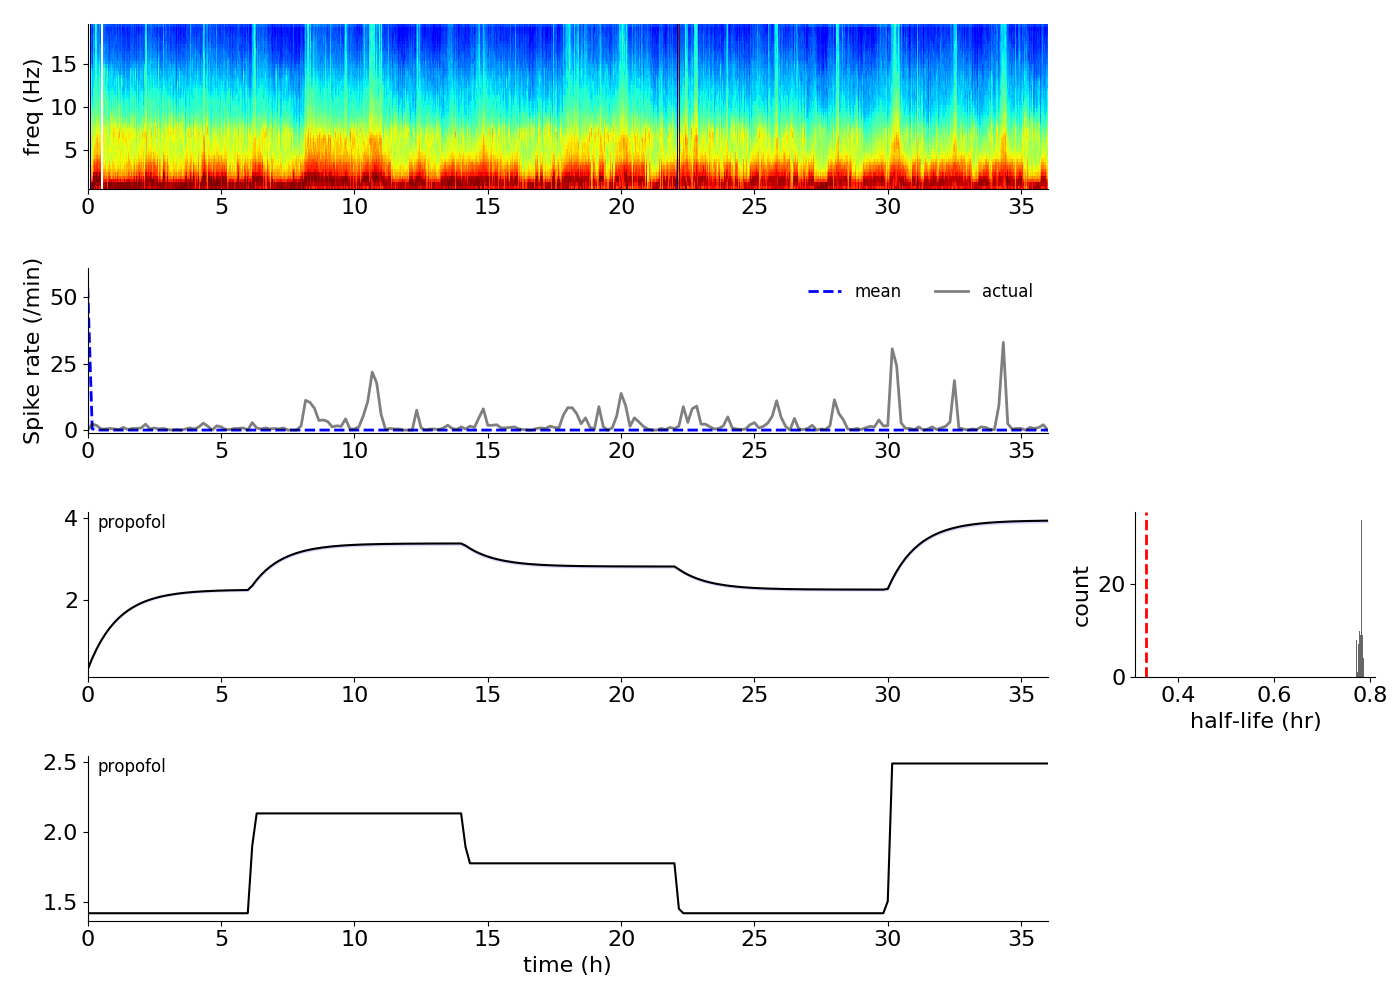 freq (Hz)
15
10
5
0 5 10 15 20 25 30 35
Spike rate (/min)
50
25
0
mean actual
0 5 10 15 20 25 30 35
propofol
4
2
0 5 10 15 20 25 30 35
count
20
0
0.4 0.6 0.8
half-life (hr)
propofol
2.5
2.0
1.5
0 5 10 15 20 25 30 35
time (h)